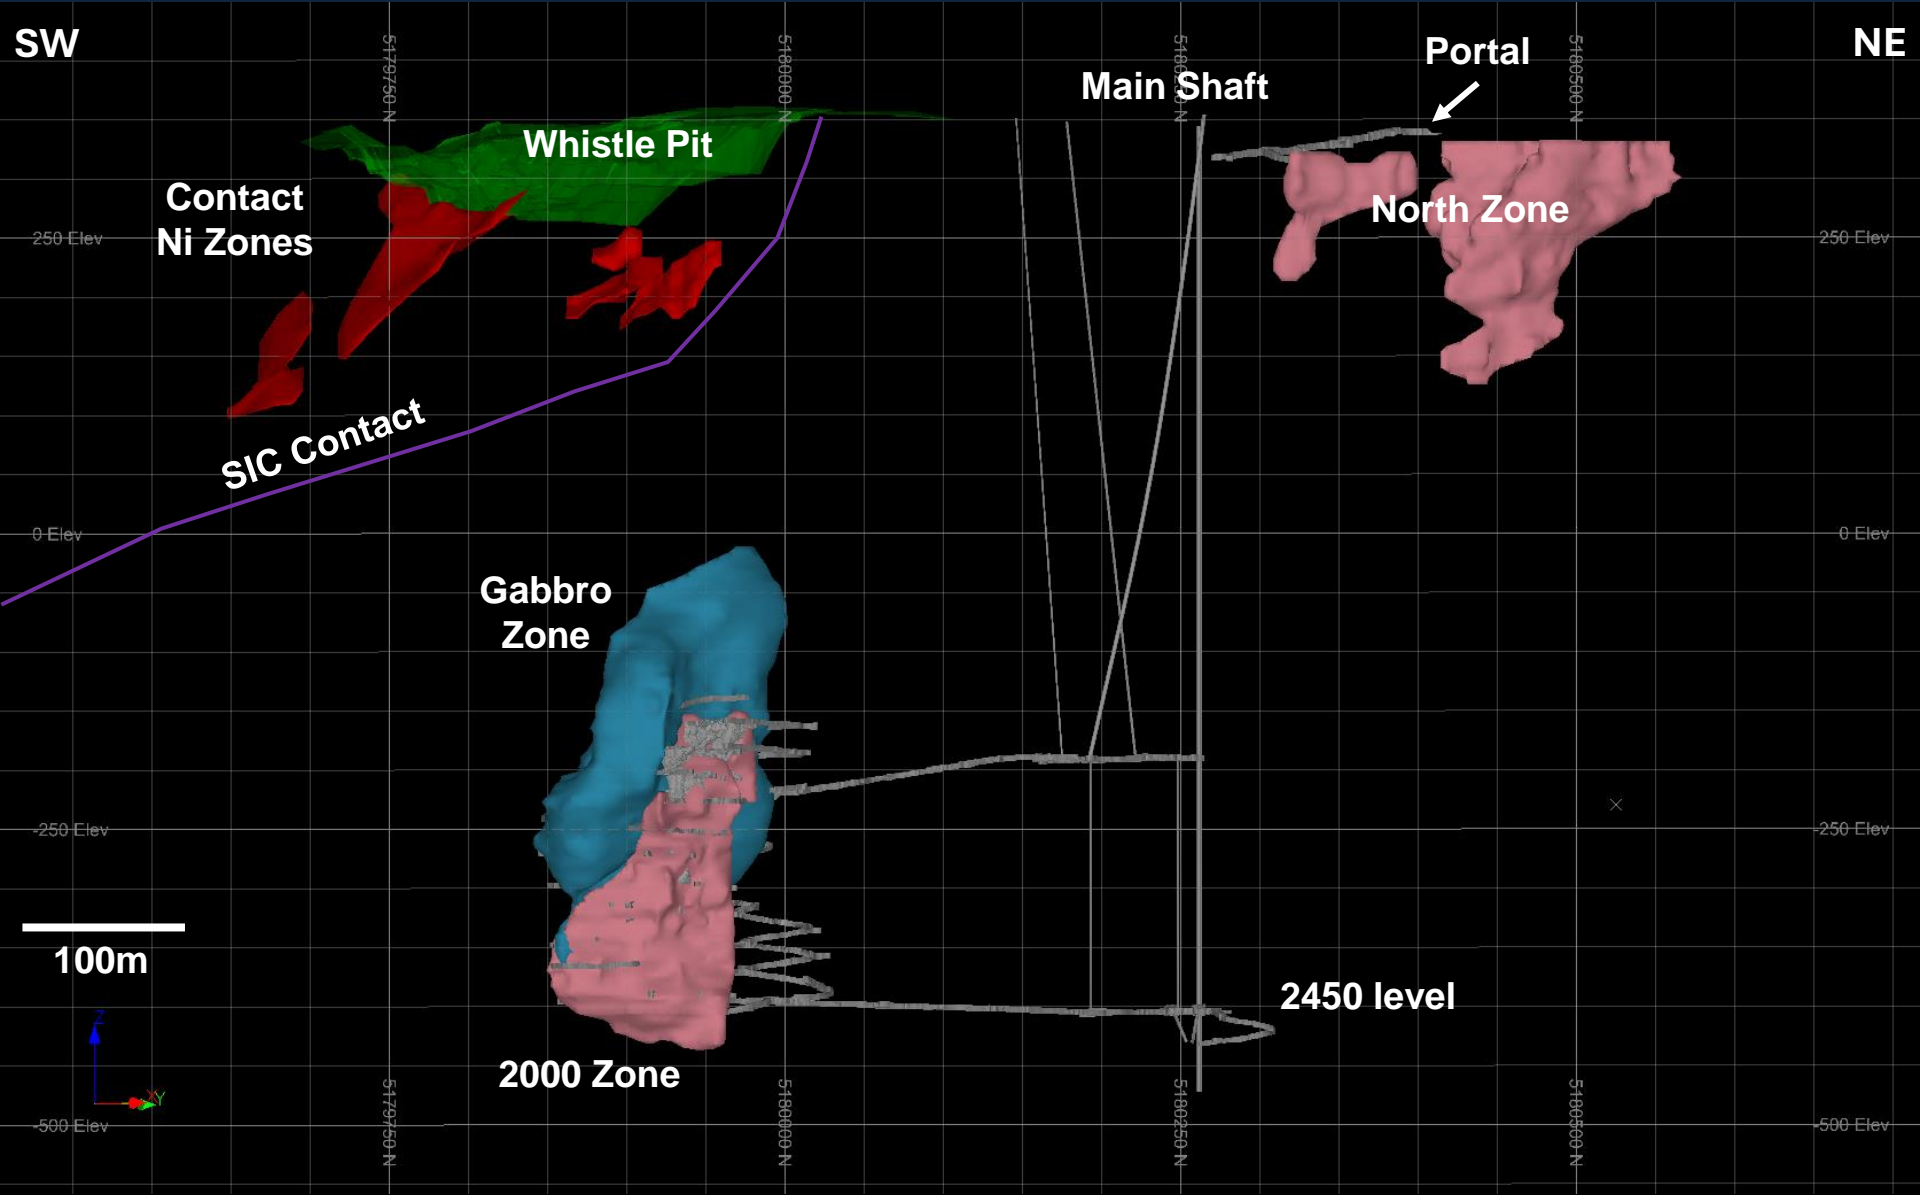 SW
NE
Portal
Main Shaft
5179750 N
5180000 N
5180250 N
5180500 N
Whistle Pit
Contact
Ni Zones
North Zone
250 Elev
250 Elev
SIC Contact
0 Elev
0 Elev
Gabbro
Zone
-250 Elev
-250 Elev
100m
2450 level
Z
X
Y
2000 Zone
5179750 N
5180000 N
5180250 N
5180500 N
-500 Elev
-500 Elev